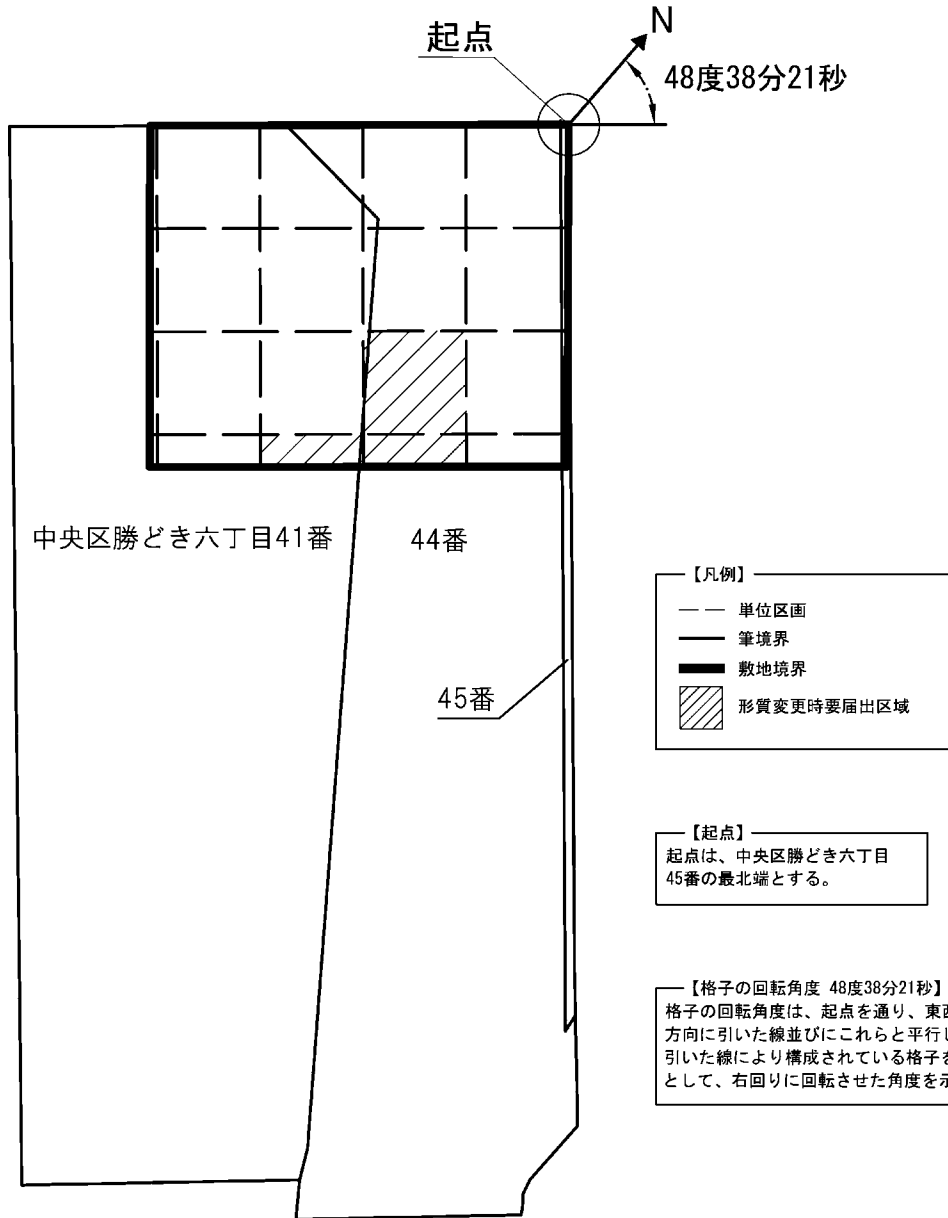 起点
N
48度38分21秒
中央区勝どき六丁目41番
44番
45番
【凡例】
単位区画
筆境界
敷地境界
形質変更時要届出区域
【起点】
起点は、中央区勝どき六丁目
45番の最北端とする。
【格子の回転角度 48度38分21秒】
格子の回転角度は、起点を通り、東西
方向に引いた線並びにこれらと平行し
引いた線により構成されている格子を
として、右回りに回転させた角度を示